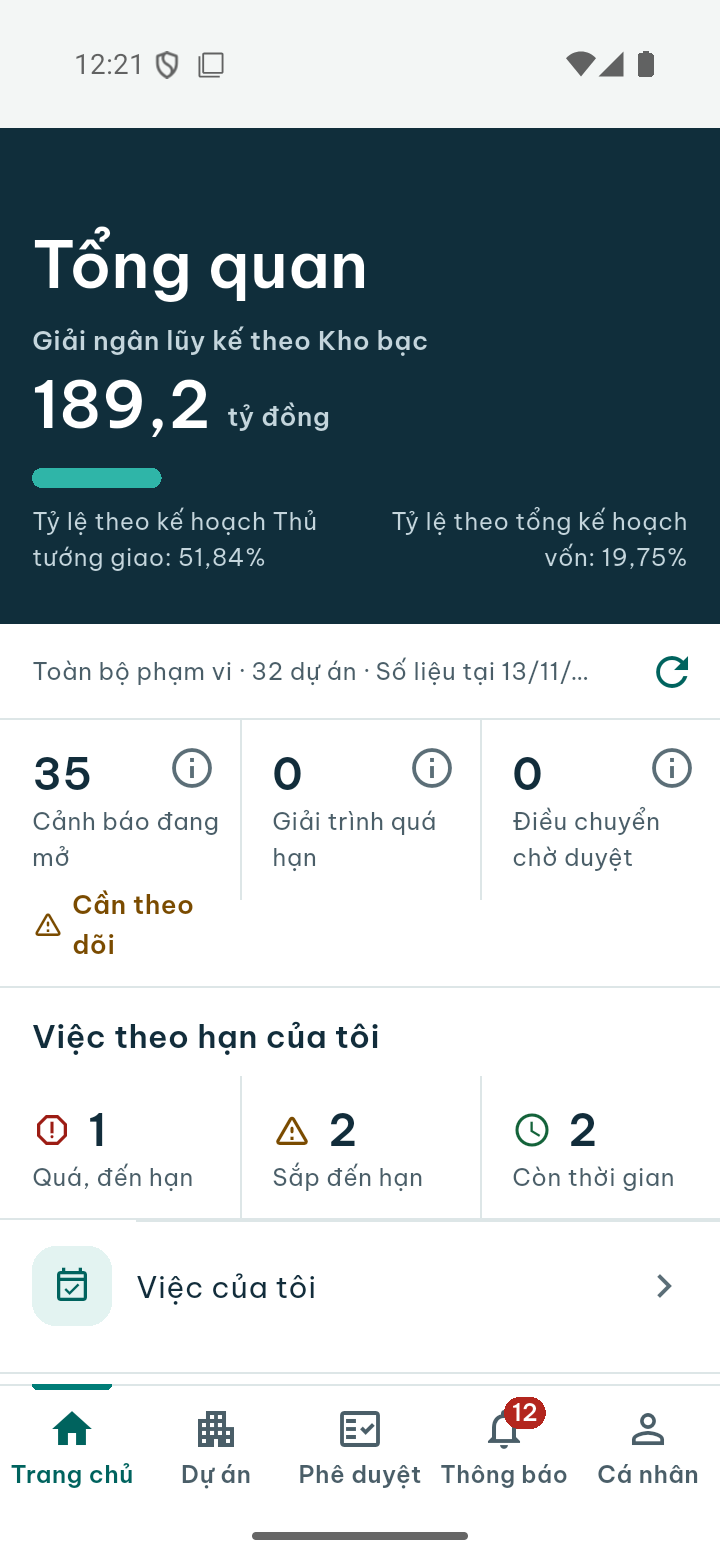 12:21
Tổng quan
Giải ngân lũy kế theo Kho bạc
189,2 tỷ đồng
Tỷ lệ theo kế hoạch Thủ
tướng giao: 51,84%
Tỷ lệ theo tổng kế hoạch
vốn: 19,75%
Toàn bộ phạm vi · 32 dự án · Số liệu tại 13/11/...
35
Cảnh báo đang
mở
Cần theo
dõi
0
Giải trình quá
hạn
0
Điều chuyển
chờ duyệt
Việc theo hạn của tôi
1
Quá, đến hạn
2
Sắp đến hạn
2
Còn thời gian
Việc của tôi
Trang chủ
Dự án
Phê duyệt
12
Thông báo
Cá nhân